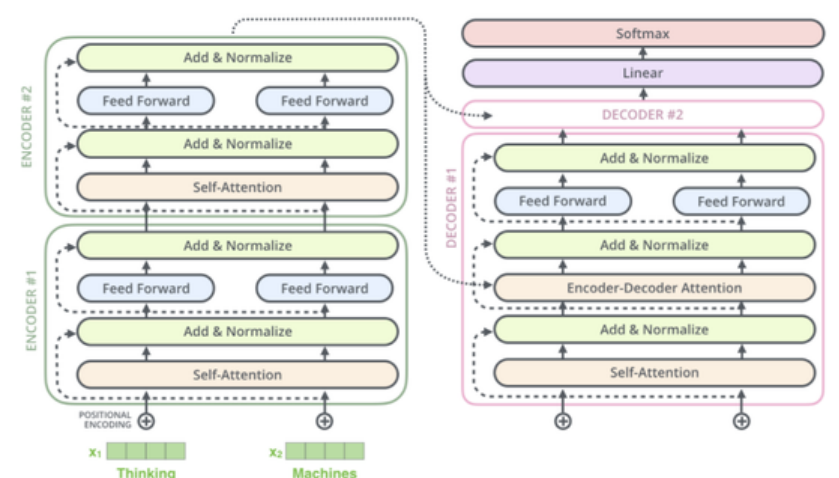 ENCODER #2
Add & Normalize
Feed Forward
Feed Forward
Add & Normalize
Self-Attention
ENCODER #1
Add & Normalize
Feed Forward
Feed Forward
Add & Normalize
Self-Attention
POSITIONAL
ENCODING
x₁
x₂
Thinking
Machines
Softmax
Linear
DECODER #2
DECODER #1
Add & Normalize
Feed Forward
Feed Forward
Add & Normalize
Encoder-Decoder Attention
Add & Normalize
Self-Attention